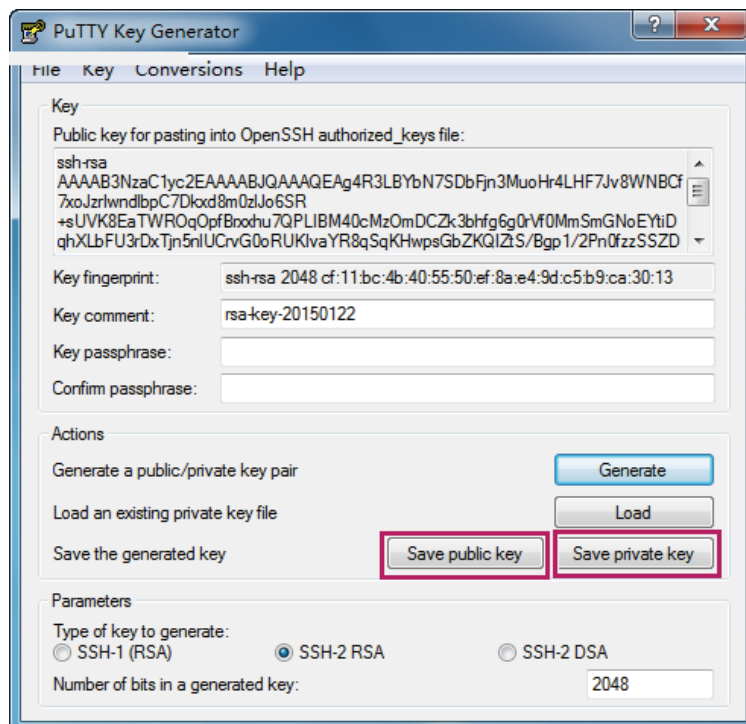 PuTTY Key Generator
File Key Conversions Help
Key
Public key for pasting into OpenSSH authorized_keys file:
ssh-rsa
AAAAB3NzaC1yc2EAAAABJQAAAQEAg4R3LBYbN7SDbFjn3MuoHr4LHF7Jv8WNBCf
7xoJzrIwndlbpC7Dkxd8m0zlJo6SR
+sUVK8EaTWROqOpfBrxxhu7QPLIBM40cMzOmDCZk3bhfg6g0rVf0MmSmGNoEYtiD
qhXLbFU3rDxTjn5nIUCrvG0oRUKIvaYR8qSqKHwpsGbZKQIZtS/Bgp1/2Pn0fzzSSZD
Key fingerprint: ssh-rsa 2048 cf:11:bc:4b:40:55:50:ef:8a:e4:9d:c5:b9:ca:30:13
Key comment: rsa-key-20150122
Key passphrase:
Confirm passphrase:
Actions
Generate a public/private key pair Generate
Load an existing private key file Load
Save the generated key Save public key Save private key
Parameters
Type of key to generate:
SSH-1 (RSA) SSH-2 RSA SSH-2 DSA
Number of bits in a generated key: 2048